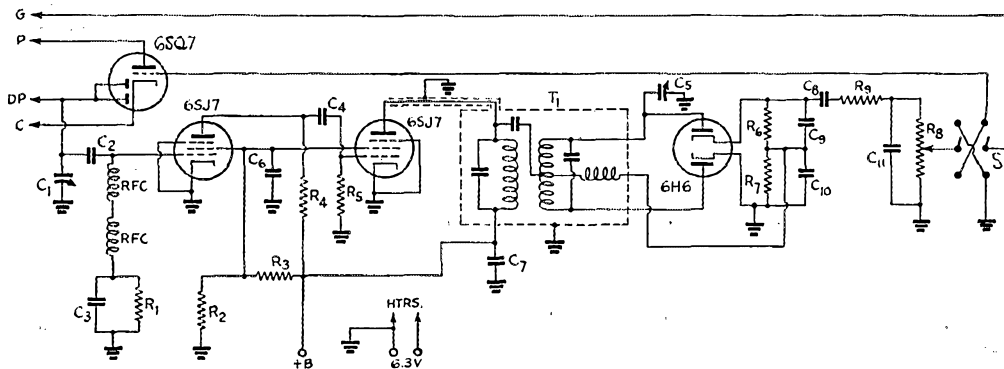 G
P
6SQ7
DP
C
6SJ7
C4
6SJ7
C5
T1
C8
R9
C2
C6
R6
C9
R8
C1
RFC
R4
R5
6H6
R7
C10
C11
S
RFC
R3
C7
C3
R1
R2
HTRS.
+B
6.3V